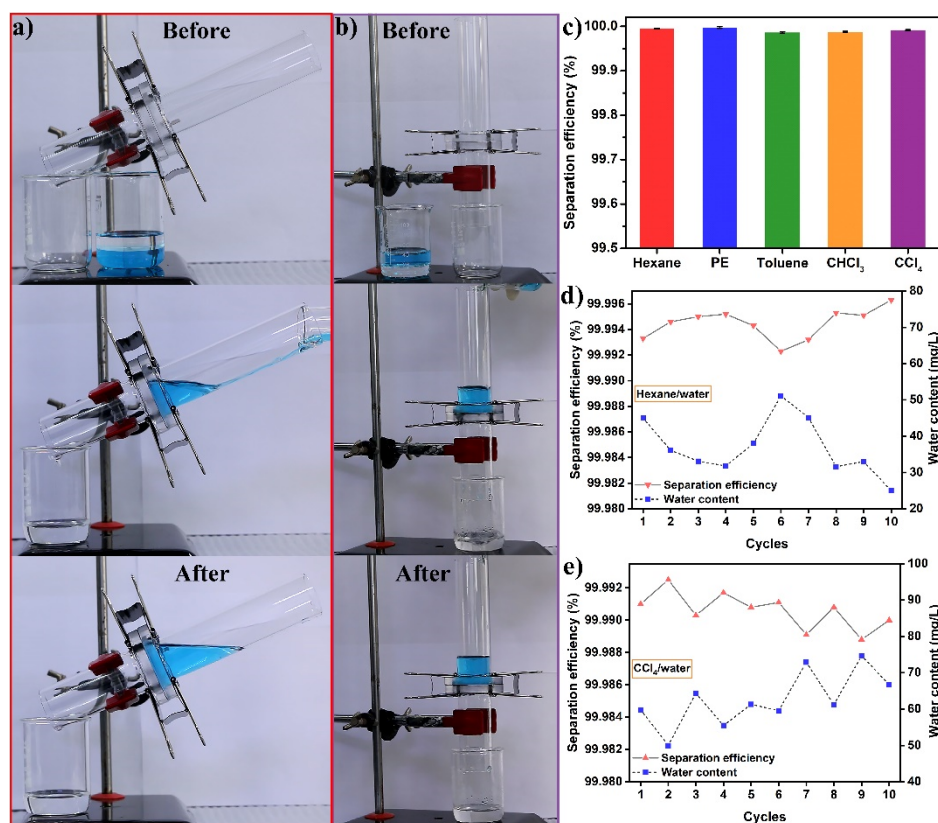 a)
Before
After
b)
Before
After
c)
Separation efficiency (%)
100.0
99.9
99.8
99.7
99.6
99.5
Hexane PE Toluene CHCl₃ CCl₄
d)
Separation efficiency (%)
99.996
99.994
99.992
99.990
99.988
99.986
99.984
99.982
99.980
Hexane/water
Separation efficiency
Water content
80
70
60
50
40
30
20
Water content (mg/L)
1 2 3 4 5 6 7 8 9 10
Cycles
e)
Separation efficiency (%)
99.992
99.990
99.988
99.986
99.984
99.982
99.980
CCl₄/water
Separation efficiency
Water content
100
90
80
70
60
50
40
Water content (mg/L)
1 2 3 4 5 6 7 8 9 10
Cycles